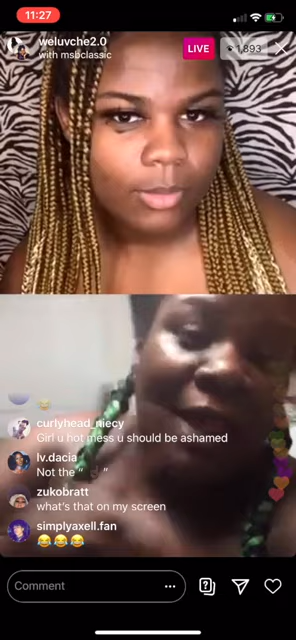 11:27
weluvche2.0
with msbclassic
LIVE
1,893
curlyhead_niecy
Girl u hot mess u should be ashamed
lv.dacia
Not the " "
zukobratt
what's that on my screen
simplyaxell.fan
😂😂😂
Comment